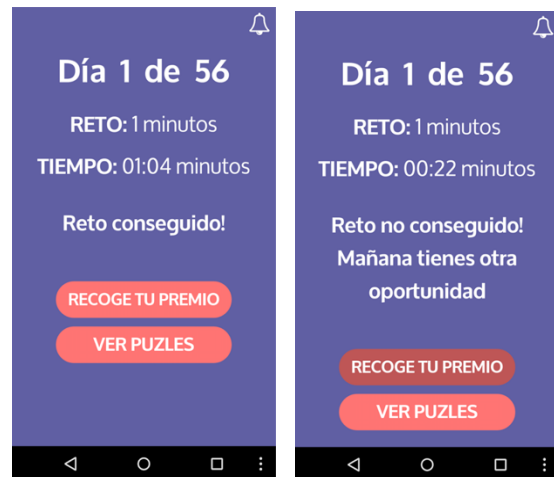 Día 1 de 56
RETO: 1 minutos
TIEMPO: 01:04 minutos
Reto conseguido!
RECOGE TU PREMIO
VER PUZLES
Día 1 de 56
RETO: 1 minutos
TIEMPO: 00:22 minutos
Reto no conseguido!
Mañana tienes otra
oportunidad
RECOGE TU PREMIO
VER PUZLES